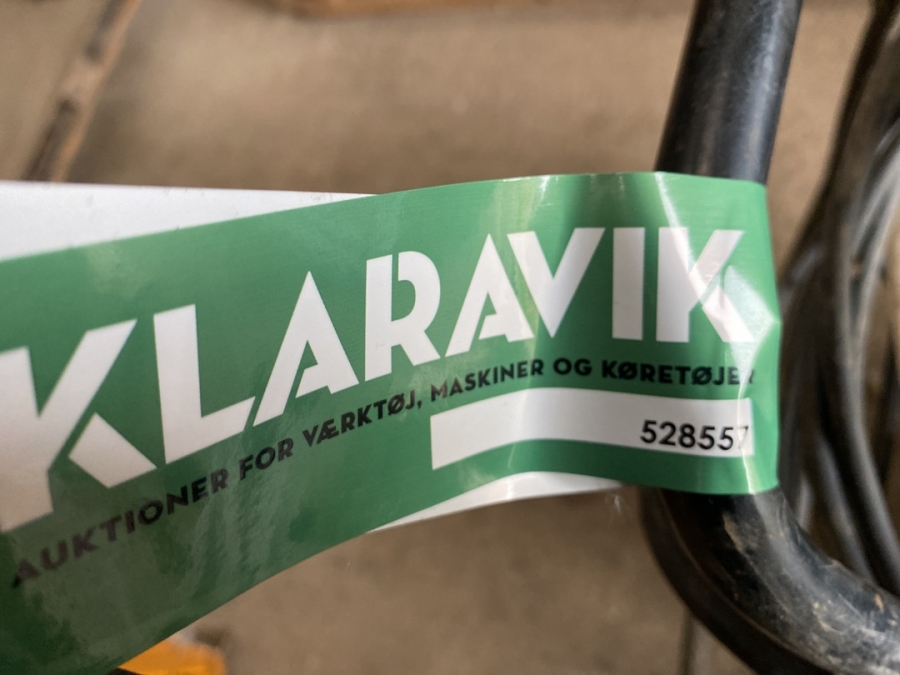 KLARAVIK
AUKTIONER FOR VÆRKTØJ, MASKINER OG KØRETØJER
528557